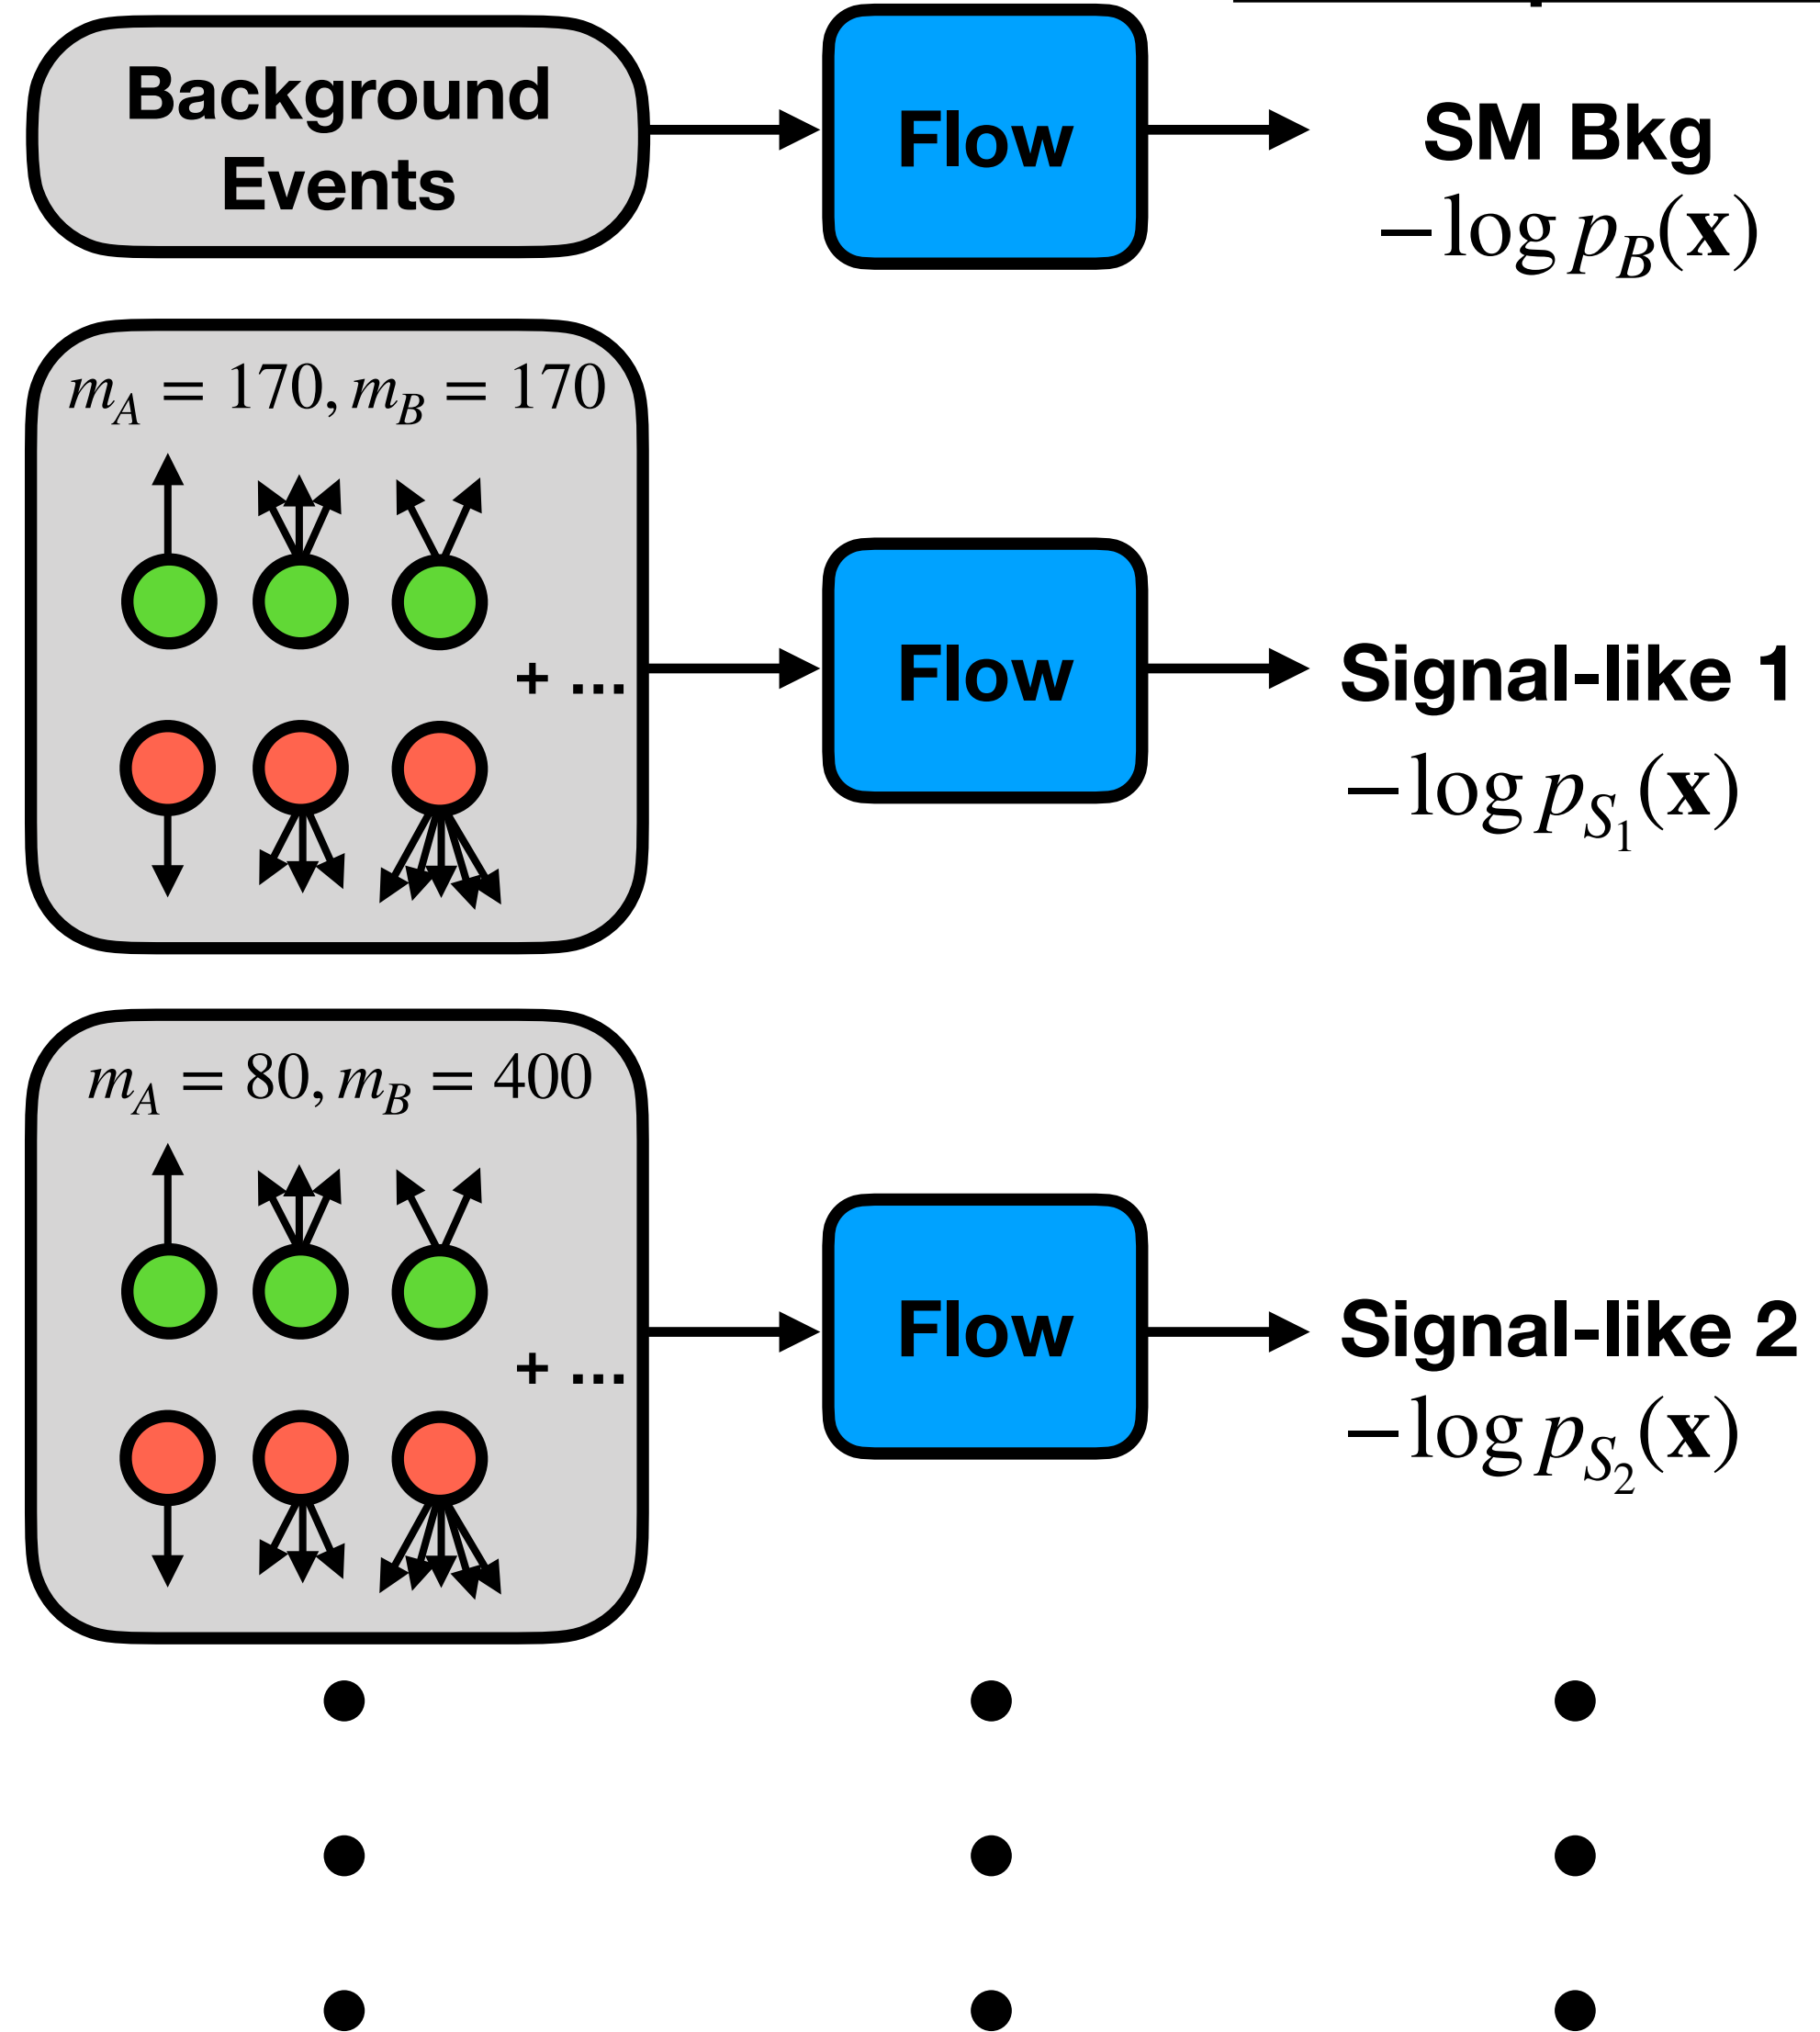 Background
Events
Flow
SM Bkg
−log p_B(x)
m_A = 170, m_B = 170
+ ...
Flow
Signal-like 1
−log p_{S_1}(x)
m_A = 80, m_B = 400
+ ...
Flow
Signal-like 2
−log p_{S_2}(x)